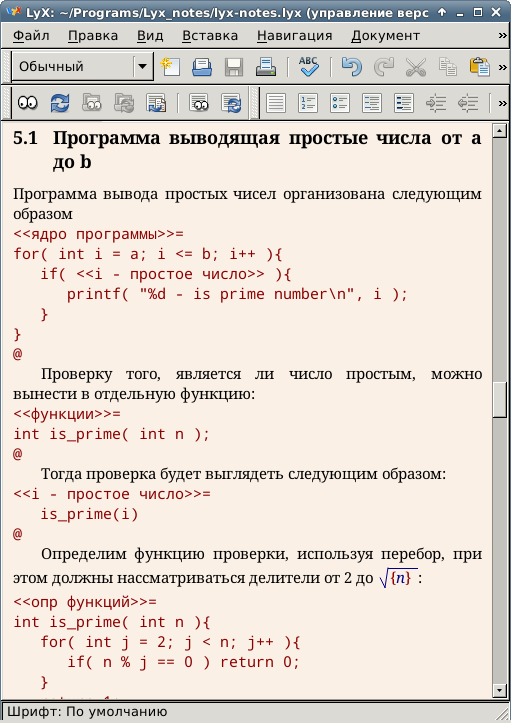 LyX: ~/Programs/Lyx_notes/lyx-notes.lyx (управление верс
Файл Правка Вид Вставка Навигация Документ »
Обычный ABC »
»
5.1 Программа выводящая простые числа от a
до b
Программа вывода простых чисел организована следующим
образом
<<ядро программы>>=
for( int i = a; i <= b; i++ ){
if( <<i - простое число>> ){
printf( "%d - is prime number\n", i );
}
}
@
Проверку того, является ли число простым, можно
вынести в отдельную функцию:
<<функции>>=
int is_prime( int n );
@
Тогда проверка будет выглядеть следующим образом:
<<i - простое число>>=
is_prime(i)
@
Определим функцию проверки, используя перебор, при
этом должны нассматриваться делители от 2 до √{n} :
<<опр функций>>=
int is_prime( int n ){
for( int j = 2; j < n; j++ ){
if( n % j == 0 ) return 0;
}
Шрифт: По умолчанию